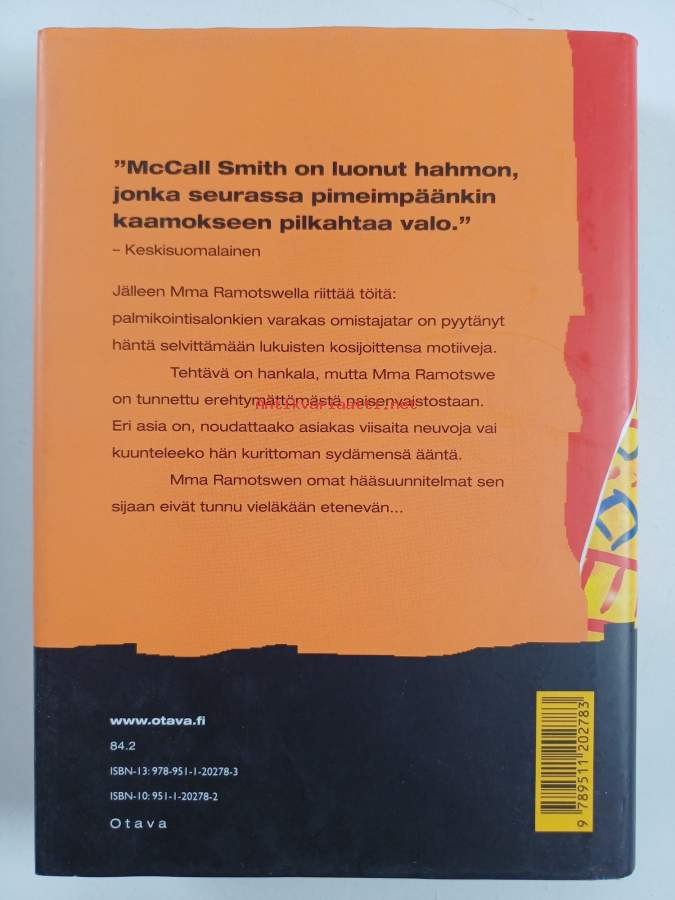 ”McCall Smith on luonut hahmon,
jonka seurassa pimeimpäänkin
kaamokseen pilkahtaa valo.”
– Keskisuomalainen
Jälleen Mma Ramotswella riittää töitä:
palmikointisalonkien varakas omistajatar on pyytänyt
häntä selvittämään lukuisten kosijoittensa motiiveja.
Tehtävä on hankala, mutta Mma Ramotswe
on tunnettu erehtymättömästä naisenvaistostaan.
Antikvariaatti.net
Eri asia on, noudattaako asiakas viisaita neuvoja vai
kuunteleeko hän kurittoman sydämensä ääntä.
Mma Ramotswen omat hääsuunnitelmat sen
sijaan eivät tunnu vieläkään etenevän...
www.otava.fi
84.2
ISBN-13: 978-951-1-20278-3
ISBN-10: 951-1-20278-2
Otava
9 789511 202783